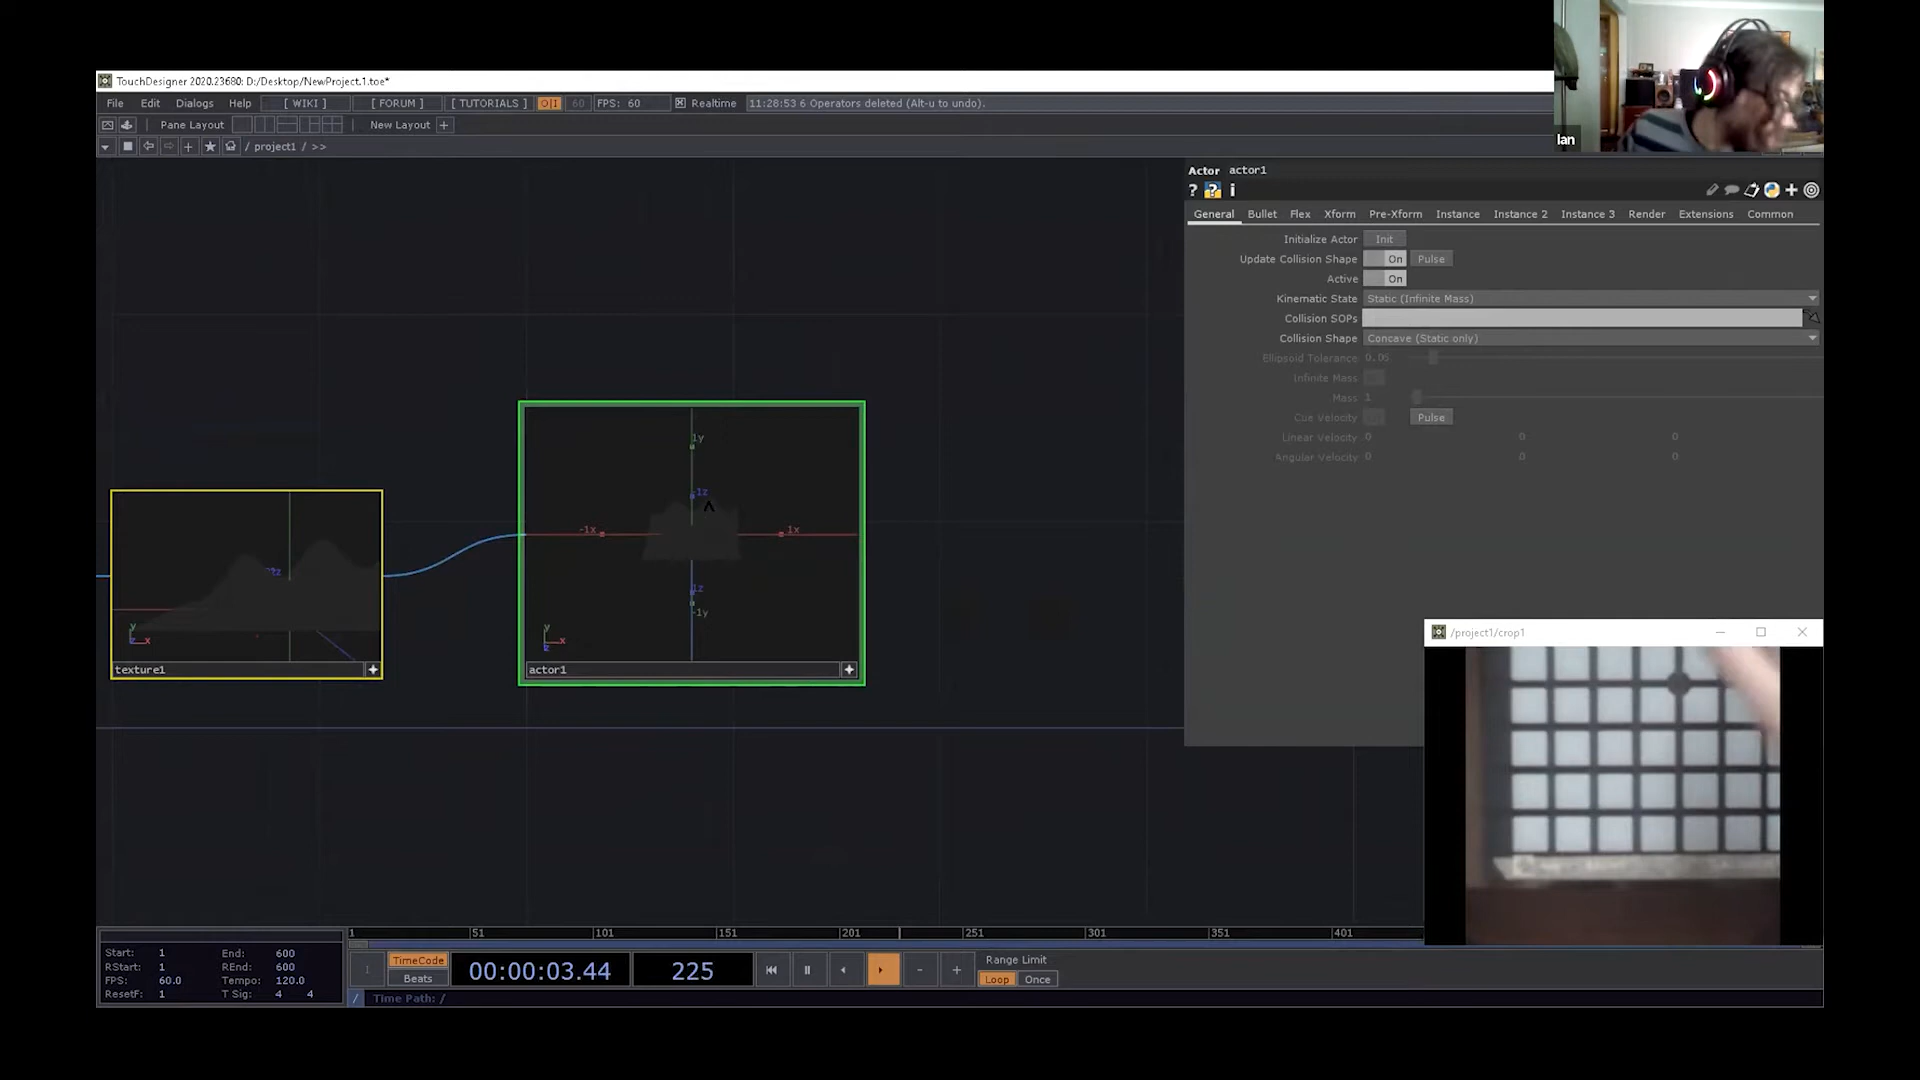 TouchDesigner 2020.23680: D:/Desktop/NewProject.1.toe*
File Edit Dialogs Help [ WIKI ] [ FORUM ] [ TUTORIALS ] O|I 60 FPS: 60 Realtime 11:28:53 6 Operators deleted (Alt-u to undo).
Pane Layout New Layout +
/ project1 / >>
Ian
Actor actor1
? ? i
General Bullet Flex Xform Pre-Xform Instance Instance 2 Instance 3 Render Extensions Common
Initialize Actor Init
Update Collision Shape On Pulse
Active On
Kinematic State Static (Infinite Mass)
Collision SOPs
Collision Shape Concave (Static only)
Ellipsoid Tolerance 0.05
Infinite Mass
Mass 1
Cue Velocity Pulse
Linear Velocity 0 0 0
Angular Velocity 0 0 0
1y
-1z
-1x 1x
1z
-1y
y
x
z
actor1
y
z x
texture1
/project1/crop1
1 51 101 151 201 251 301 351 401
Start: 1 End: 600
RStart: 1 REnd: 600
FPS: 60.0 Tempo: 120.0
ResetF: 1 T Sig: 4 4
TimeCode
Beats
00:00:03.44 225
Range Limit
Loop Once
/ Time Path: /